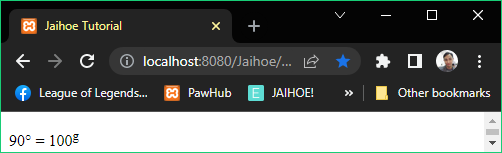 Jaihoe Tutorial
localhost:8080/Jaihoe/...
League of Legends... PawHub JAIHOE! » Other bookmarks
90° = 100ᵍ